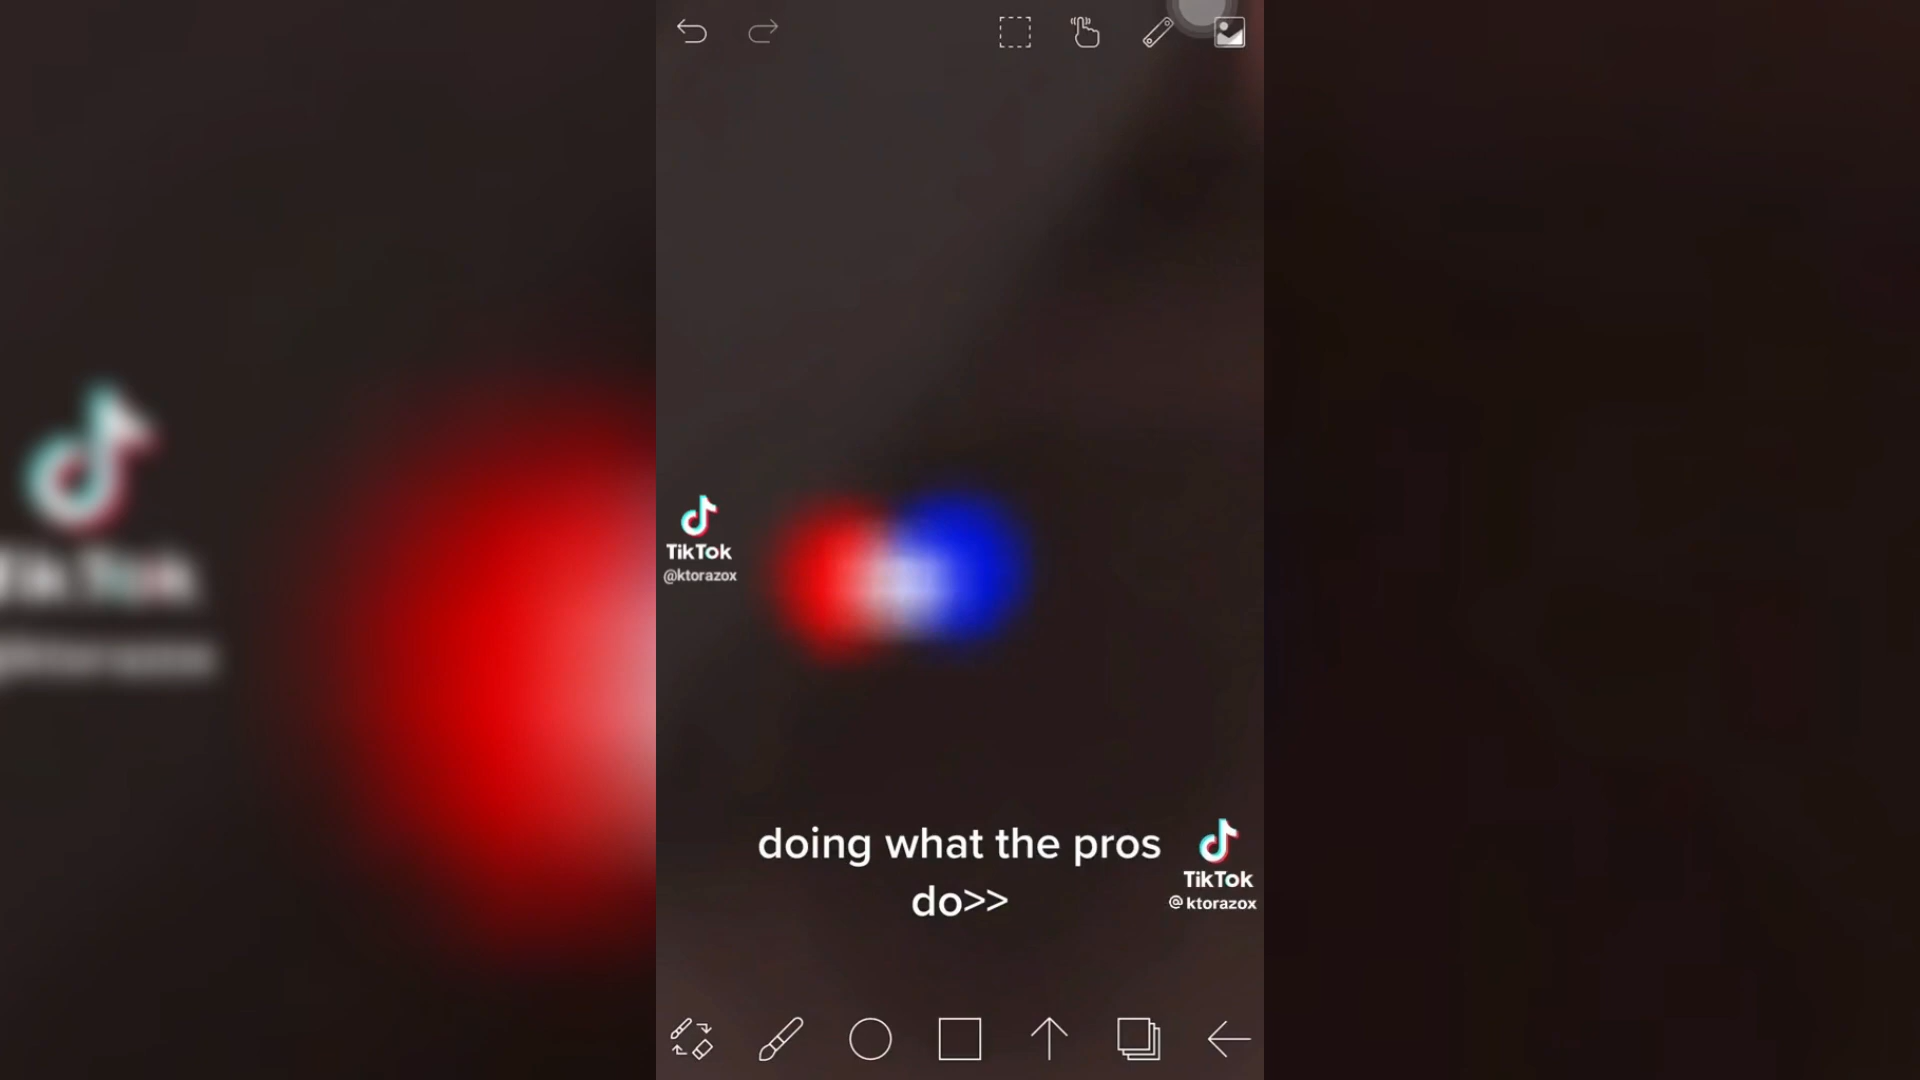 TikTok
@ktorazox
doing what the pros
do>>
TikTok
@ktorazox